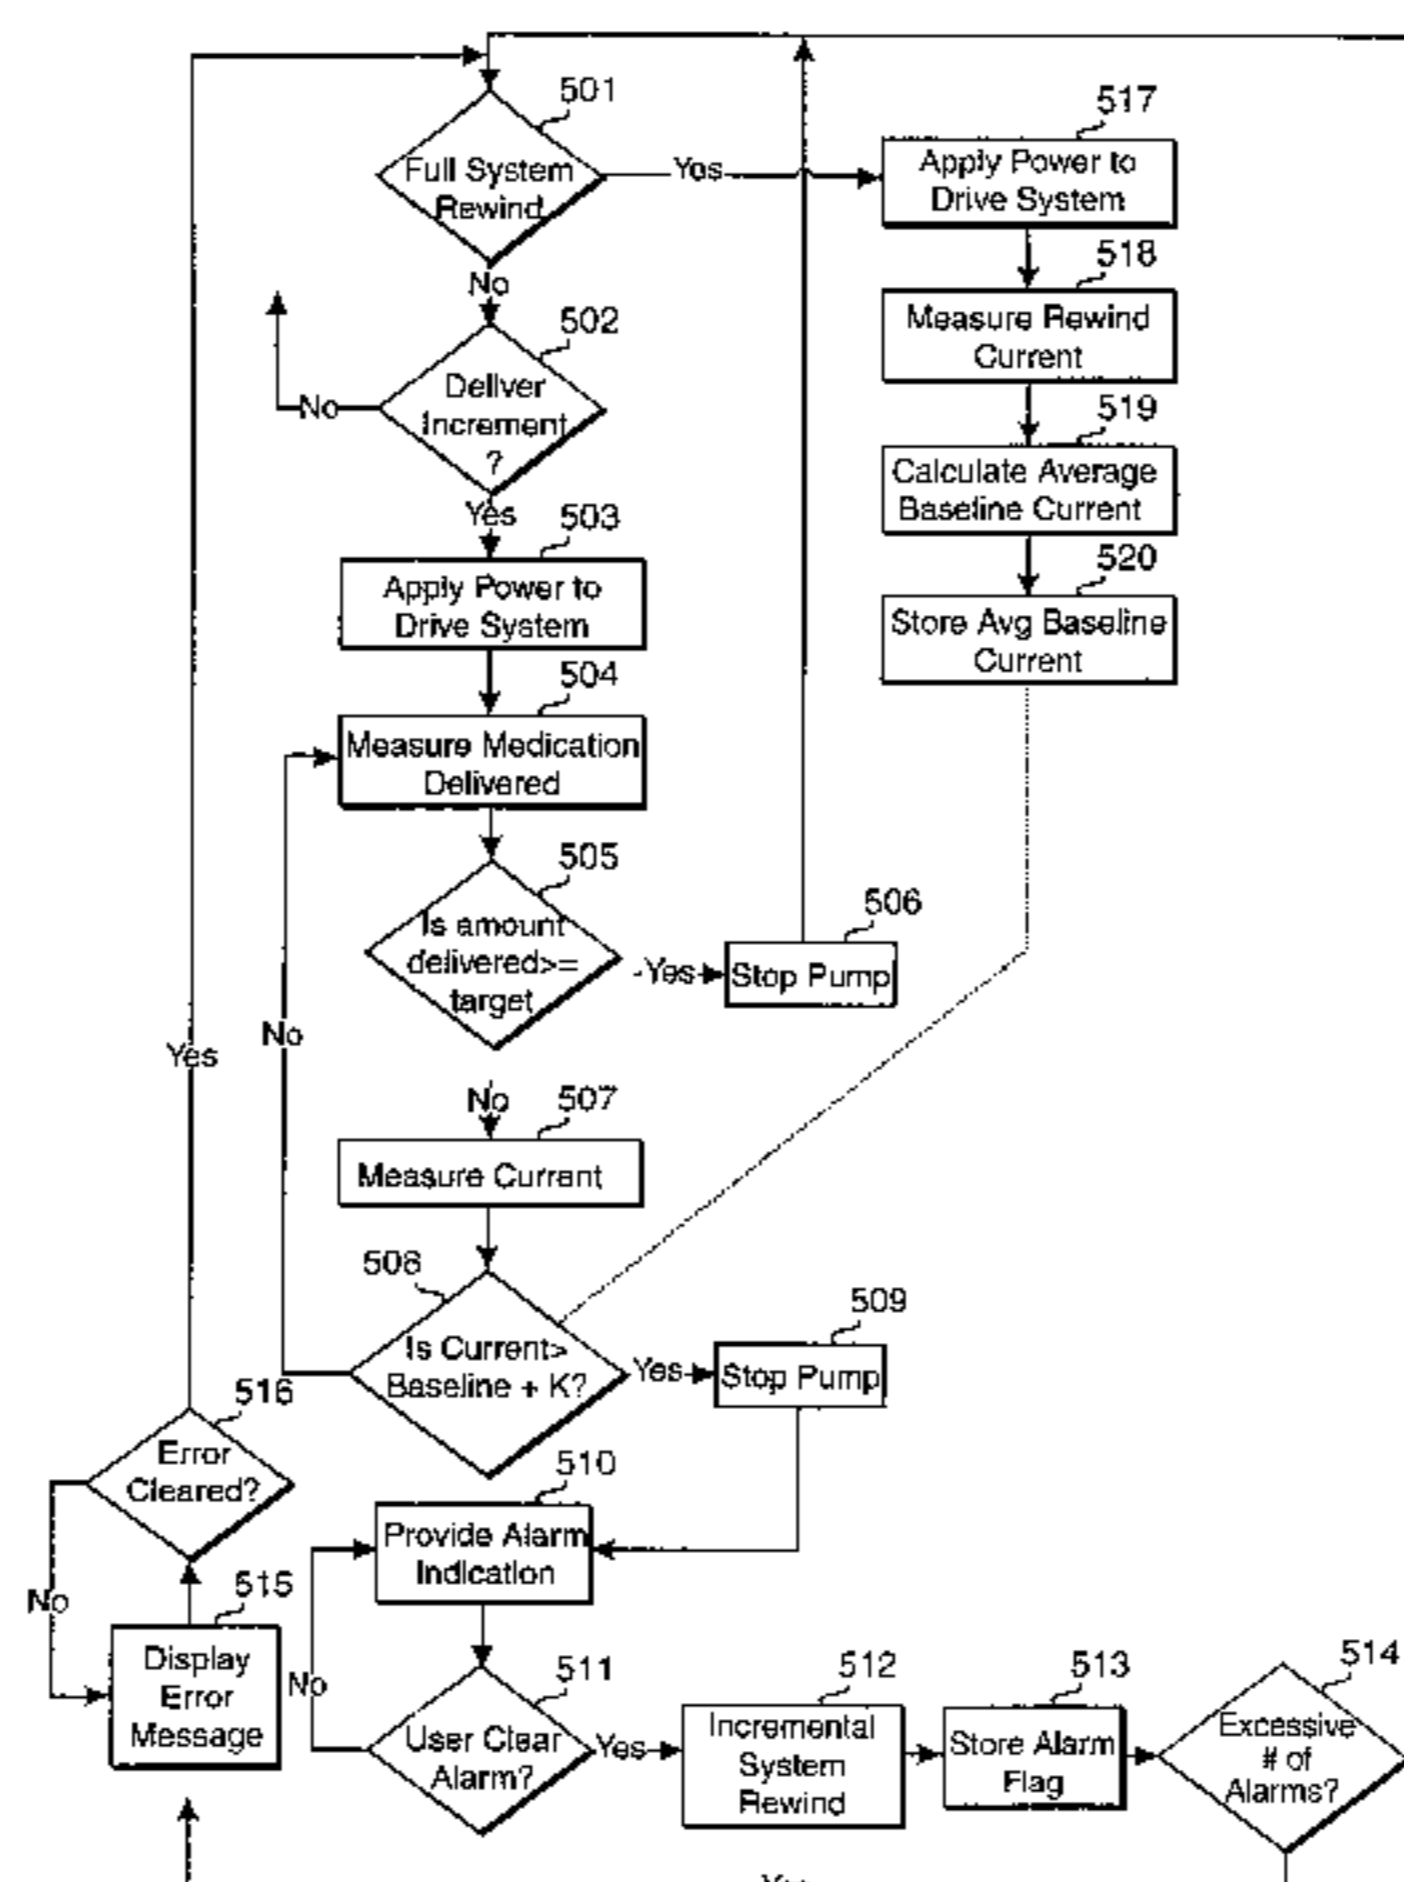 501
Full System
Rewind
Yes
517
Apply Power to
Drive System
No
518
Measure Rewind
Current
502
Deliver
Increment
?
No
519
Calculate Average
Baseline Current
Yes
503
Apply Power to
Drive System
520
Store Avg Baseline
Current
504
Measure Medication
Delivered
505
Is amount
delivered>=
target
Yes
506
Stop Pump
No
Yes
No
507
Measure Current
508
Is Current>
Baseline + K?
Yes
509
Stop Pump
516
Error
Cleared?
No
510
Provide Alarm
Indication
515
Display
Error
Message
No
511
User Clear
Alarm?
Yes
512
Incremental
System
Rewind
513
Store Alarm
Flag
514
Excessive
# of
Alarms?